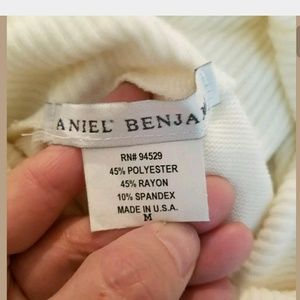 ANIEL BENJA
RN# 94529
45% POLYESTER
45% RAYON
10% SPANDEX
MADE IN U.S.A.
M